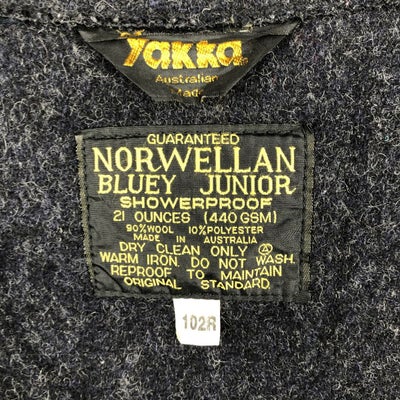 Yakka
Australian
Made
GUARANTEED
NORWELLAN
BLUEY JUNIOR
SHOWERPROOF
21 OUNCES (440 GSM)
90% WOOL 10% POLYESTER
MADE IN AUSTRALIA
DRY CLEAN ONLY Ⓐ
WARM IRON. DO NOT WASH.
REPROOF TO MAINTAIN
ORIGINAL STANDARD.
102R